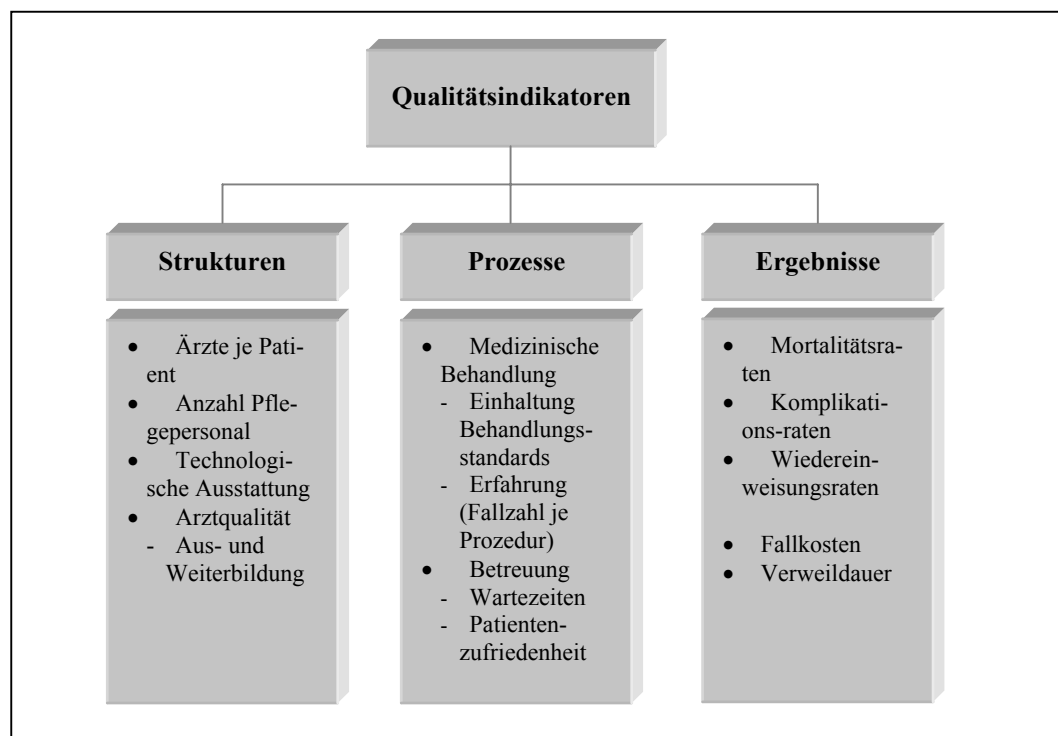 Qualitätsindikatoren
Strukturen
• Ärzte je Pati-
ent
• Anzahl Pfle-
gepersonal
• Technologi-
sche Ausstattung
• Arztqualität
- Aus- und
Weiterbildung
Prozesse
• Medizinische
Behandlung
- Einhaltung
Behandlungs-
standards
- Erfahrung
(Fallzahl je
Prozedur)
• Betreuung
- Wartezeiten
- Patienten-
zufriedenheit
Ergebnisse
• Mortalitätsra-
ten
• Komplikati-
ons-raten
• Wiederein-
weisungsraten
• Fallkosten
• Verweildauer